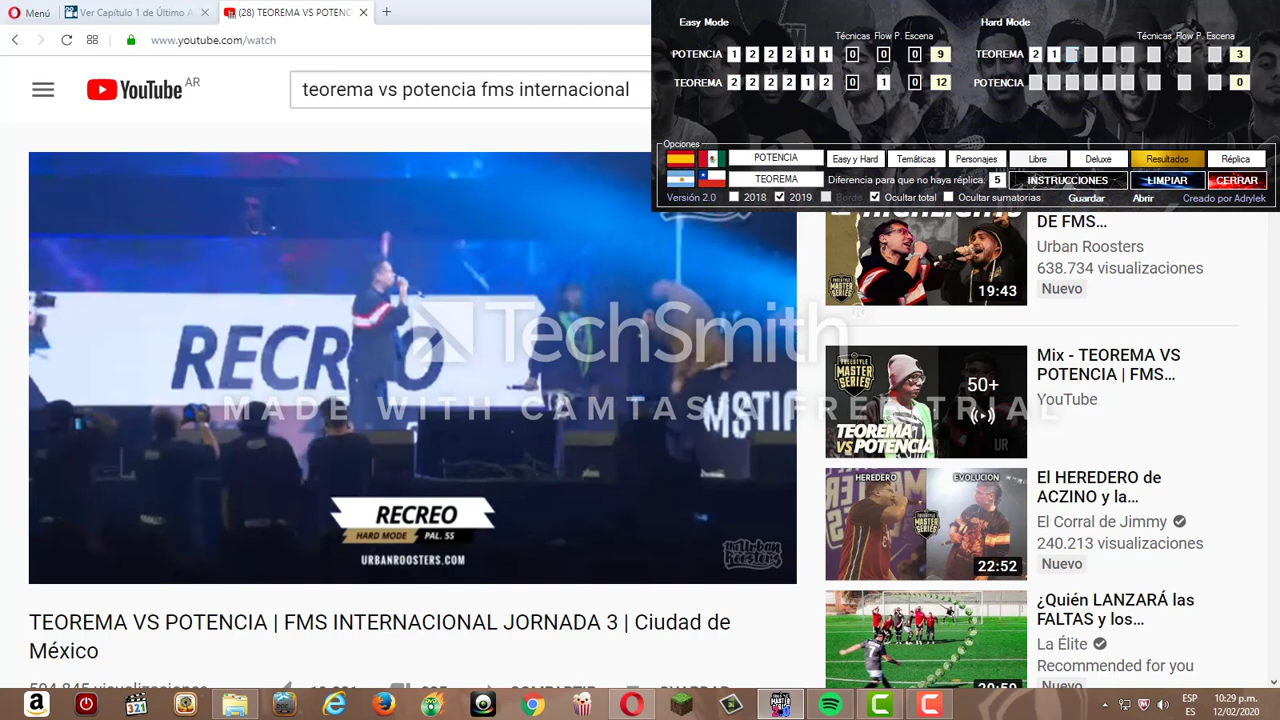 Menú
Ver Capítulo 1 de Último A
(28) TEOREMA VS POTENC
www.youtube.com/watch
YouTube AR
teorema vs potencia fms internacional
Easy Mode
Técnicas Flow P. Escena
POTENCIA 1 2 2 2 1 1 0 0 0 9
TEOREMA 2 2 2 2 1 2 0 1 0 12
Hard Mode
Técnicas Flow P. Escena
TEOREMA 2 1 3
POTENCIA 0
Opciones
POTENCIA Easy y Hard Temáticas Personajes Libre Deluxe Resultados Réplica
TEOREMA Diferencia para que no haya réplica: 5 INSTRUCCIONES LIMPIAR CERRAR
Versión 2.0 2018 2019 Ocultar total Ocultar sumatorias Guardar Abrir Creado por Adrylek
RECREO
TechSmith
MADE WITH CAMTASIA FREE TRIAL
RECREO
HARD MODE PAL. 5S
URBANROOSTERS.COM
Urban Roosters
TEOREMA VS POTENCIA | FMS INTERNACIONAL JORNADA 3 | Ciudad de
México
DE FMS...
Urban Roosters
638.734 visualizaciones
Nuevo
19:43
FREESTYLE MASTER SERIES
50+
TEOREMA
VS POTENCIA
UR
Mix - TEOREMA VS
POTENCIA | FMS...
YouTube
HEREDERO
EVOLUCION
22:52
El HEREDERO de
ACZINO y la...
El Corral de Jimmy
240.213 visualizaciones
Nuevo
¿Quién LANZARÁ las
FALTAS y los...
La Élite
Recommended for you
Nuevo
321
ESP
ES
10:29 p.m.
12/02/2020